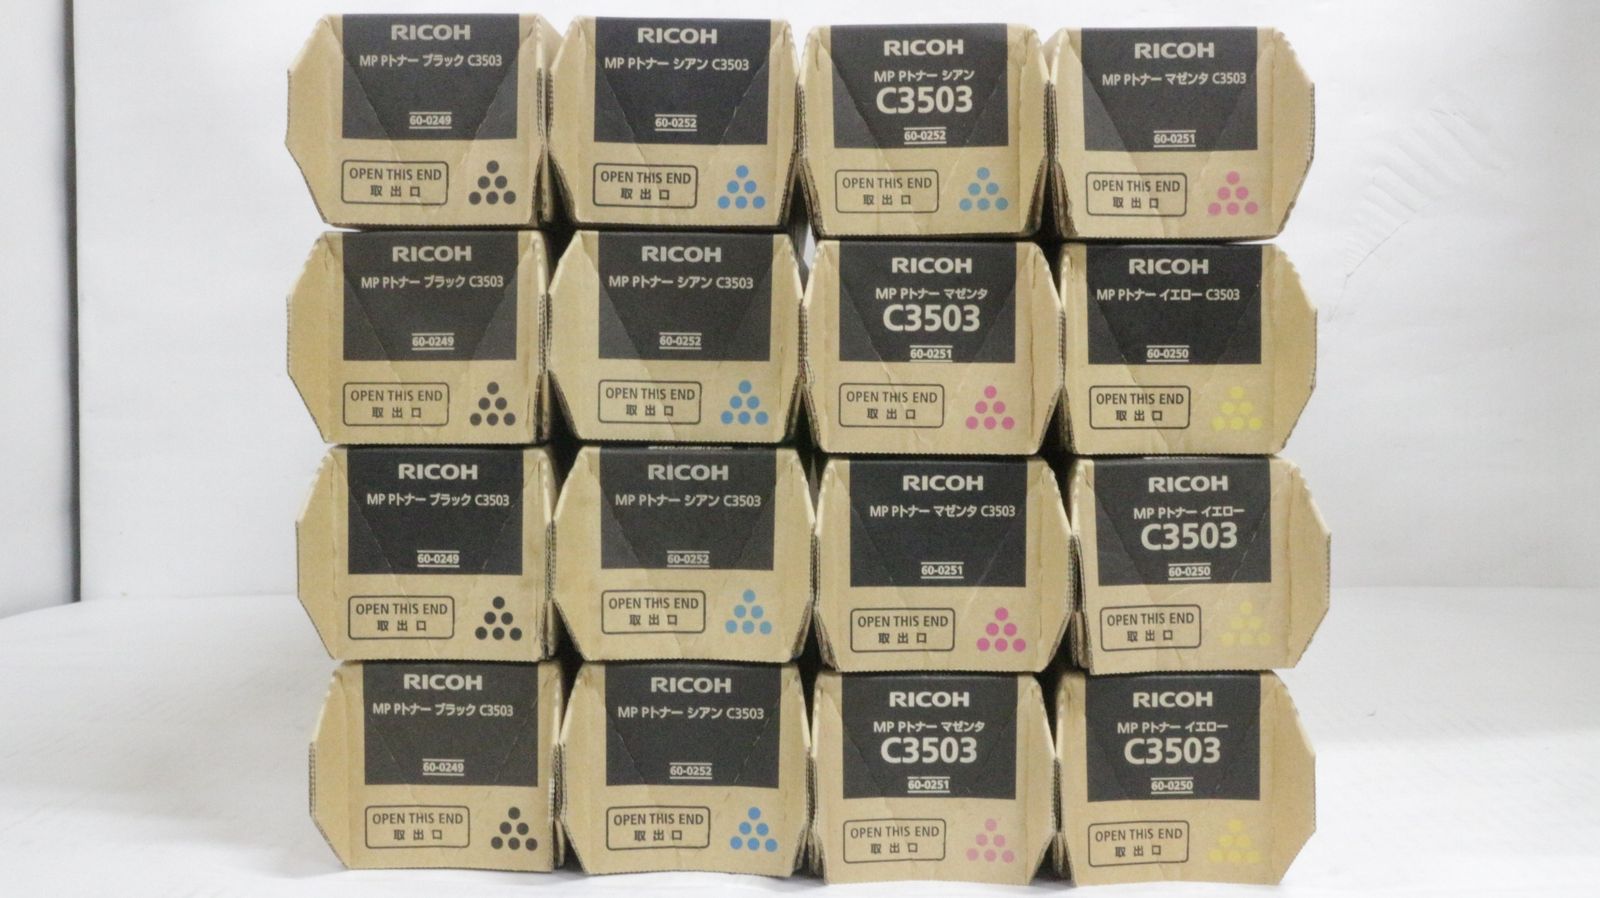 RICOH
MP Pトナー ブラック C3503
60-0249
OPEN THIS END
取出口
RICOH
MP Pトナー シアン C3503
60-0252
OPEN THIS END
取出口
RICOH
MP Pトナー シアン
C3503
60-0252
OPEN THIS END
取出口
RICOH
MP Pトナー マゼンタ C3503
60-0251
OPEN THIS END
取出口
RICOH
MP Pトナー ブラック C3503
60-0249
OPEN THIS END
取出口
RICOH
MP Pトナー シアン C3503
60-0252
OPEN THIS END
取出口
RICOH
MP Pトナー マゼンタ
C3503
60-0251
OPEN THIS END
取出口
RICOH
MP Pトナー イエロー C3503
60-0250
OPEN THIS END
取出口
RICOH
MP Pトナー ブラック C3503
60-0249
OPEN THIS END
取出口
RICOH
MP Pトナー シアン C3503
60-0252
OPEN THIS END
取出口
RICOH
MP Pトナー マゼンタ C3503
60-0251
OPEN THIS END
取出口
RICOH
MP Pトナー イエロー
C3503
60-0250
OPEN THIS END
取出口
RICOH
MP Pトナー ブラック C3503
60-0249
OPEN THIS END
取出口
RICOH
MP Pトナー シアン C3503
60-0252
OPEN THIS END
取出口
RICOH
MP Pトナー マゼンタ
C3503
60-0251
OPEN THIS END
取出口
RICOH
MP Pトナー イエロー
C3503
60-0250
OPEN THIS END
取出口